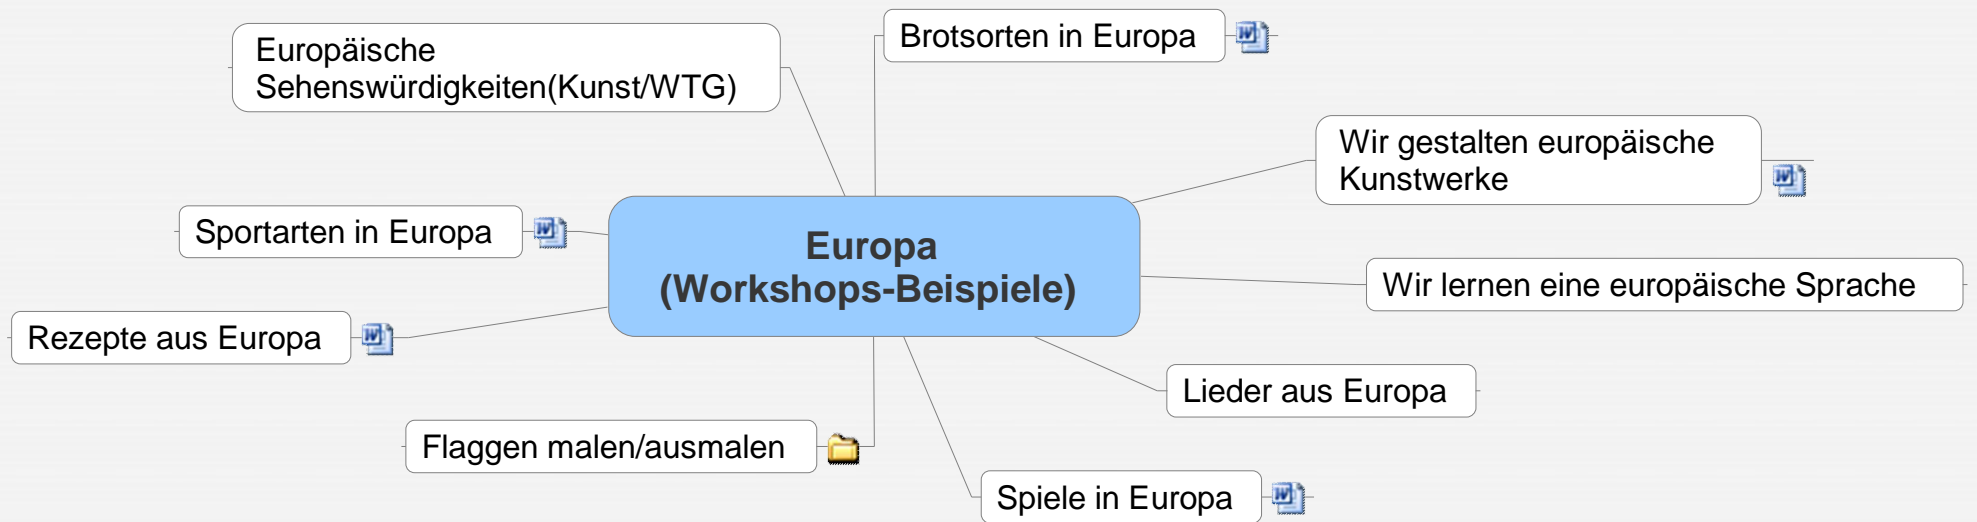 Europäische
Sehenswürdigkeiten(Kunst/WTG)
Brotsorten in Europa
Wir gestalten europäische
Kunstwerke
Sportarten in Europa
Europa
(Workshops-Beispiele)
Wir lernen eine europäische Sprache
Rezepte aus Europa
Lieder aus Europa
Flaggen malen/ausmalen
Spiele in Europa